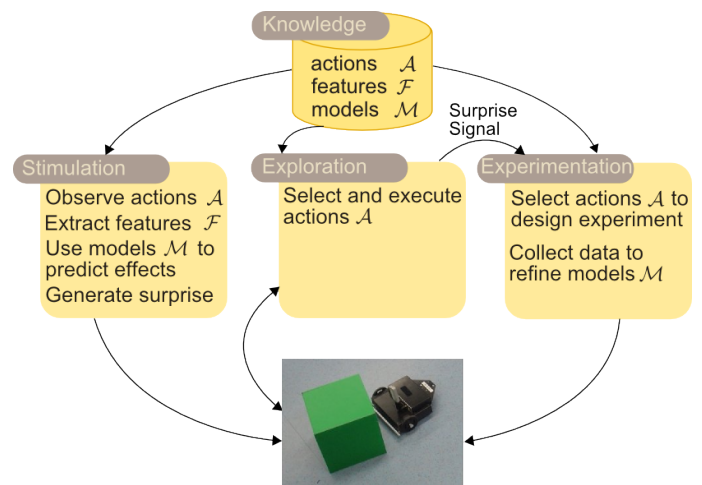 Knowledge
actions 𝒜
features ℱ
models ℳ
Surprise
Signal
Stimulation
Observe actions 𝒜
Extract features ℱ
Use models ℳ to
predict effects
Generate surprise
Exploration
Select and execute
actions 𝒜
Experimentation
Select actions 𝒜 to
design experiment
Collect data to
refine models ℳ